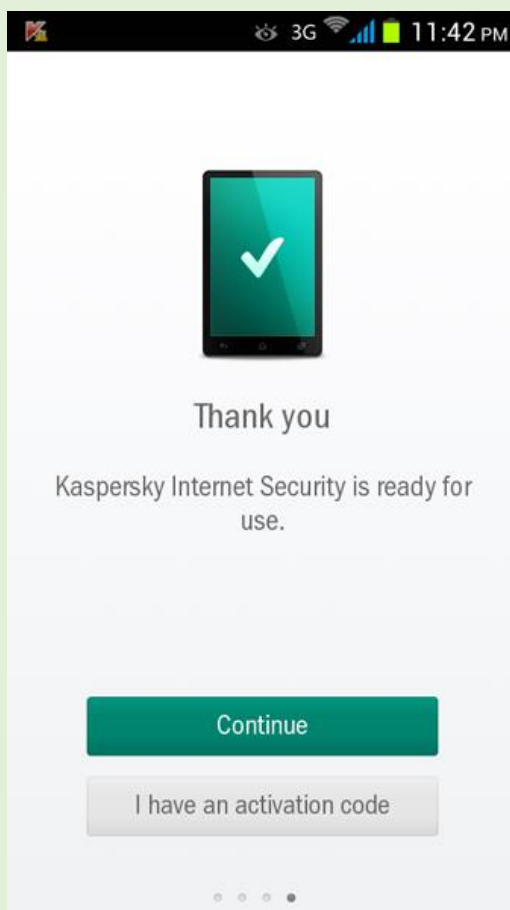 3G 11:42 PM
Thank you
Kaspersky Internet Security is ready for
use.
Continue
I have an activation code